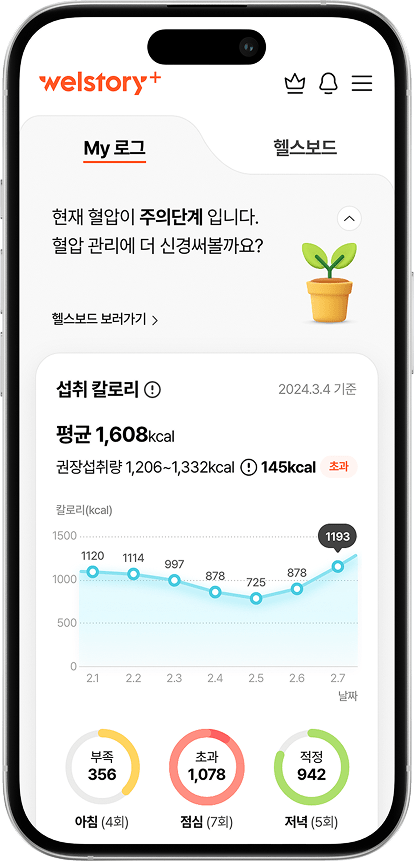 welstory+
My 로그
헬스보드
현재 혈압이 주의단계 입니다.
혈압 관리에 더 신경써볼까요?
헬스보드 보러가기 >
섭취 칼로리
2024.3.4 기준
평균 1,608kcal
권장섭취량 1,206~1,332kcal 145kcal 초과
칼로리(kcal)
1500
1000
500
0
1120
1114
997
878
725
878
1193
2.1 2.2 2.3 2.4 2.5 2.6 2.7
날짜
부족
356
아침 (4회)
초과
1,078
점심 (7회)
적정
942
저녁 (5회)